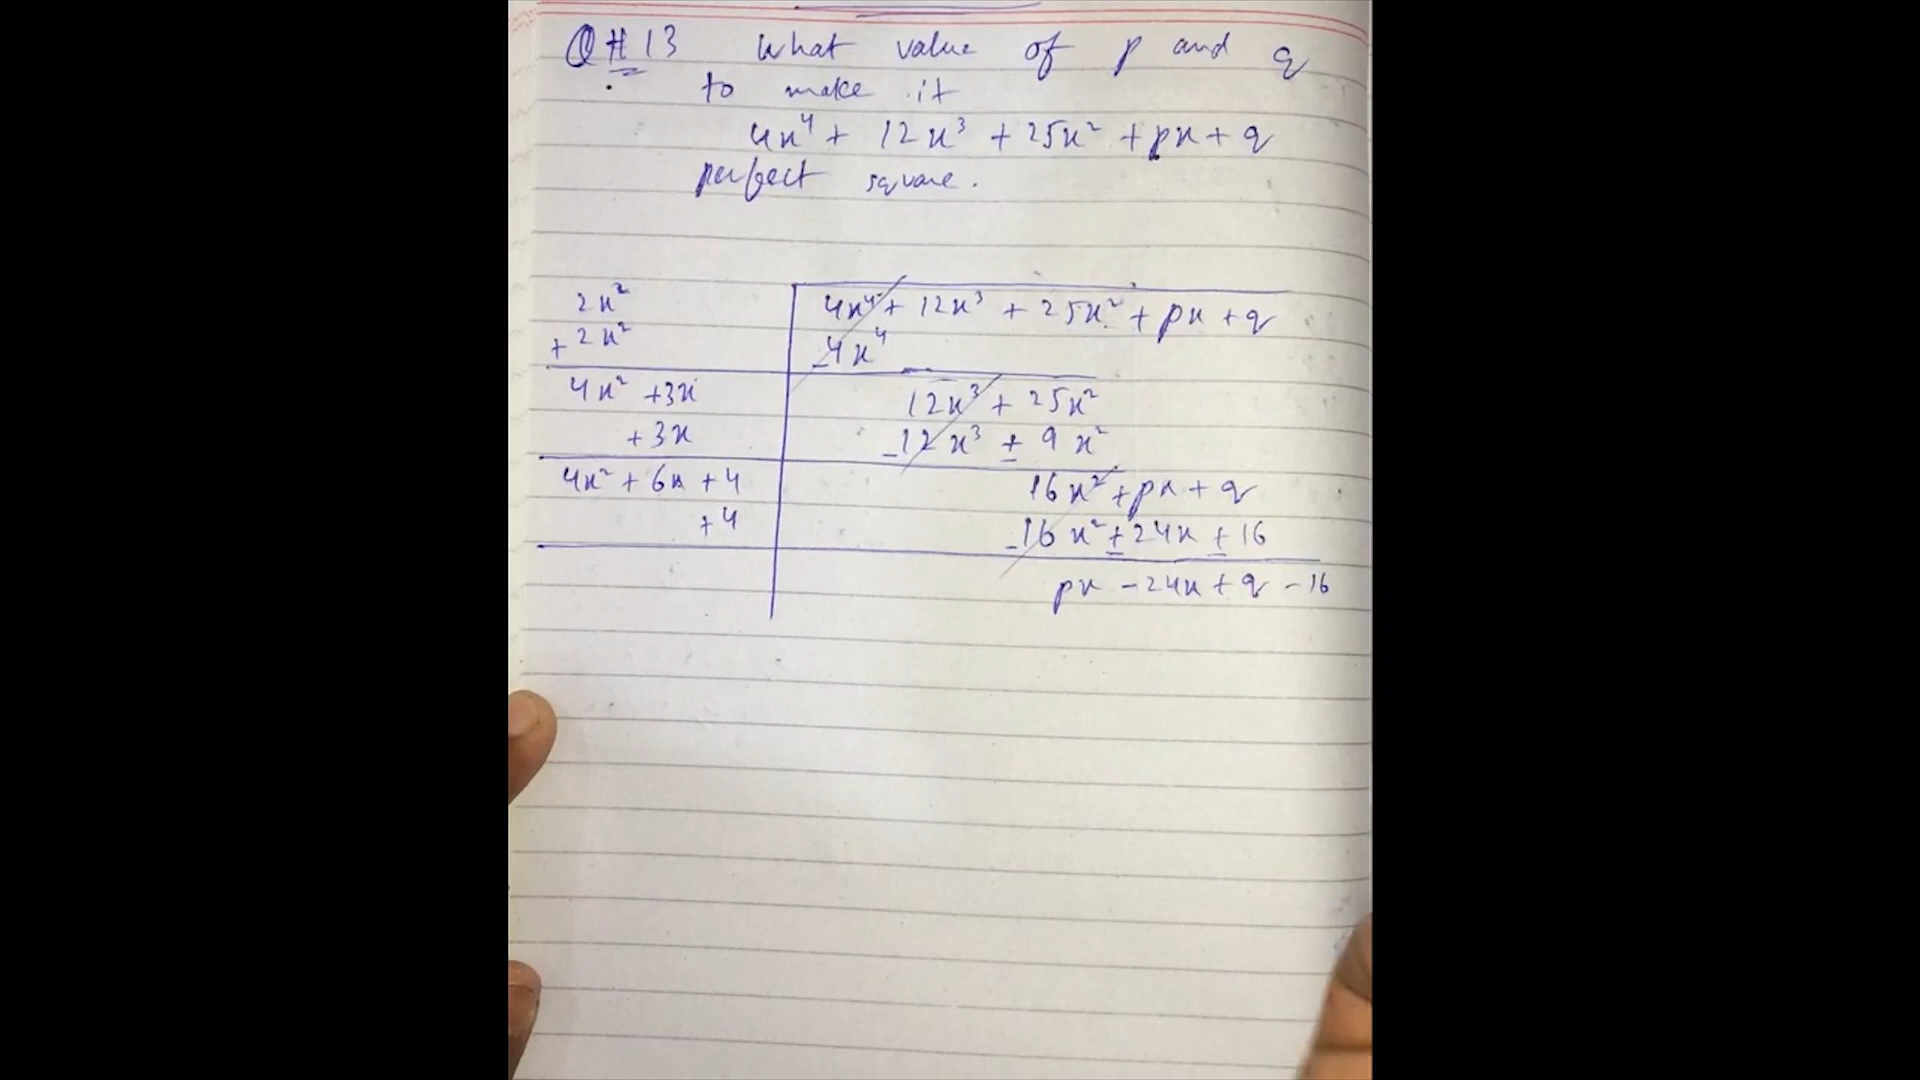 Q # 13 What value of p and q
to make it
4x⁴ + 12x³ + 25x² + px + q
perfect square.
2x² 4x⁴ + 12x³ + 25x² + px + q
+ 2x² - 4x⁴
4x² + 3x 12x³ + 25x²
+ 3x - 12x³ ± 9x²
4x² + 6x + 4 16x² + px + q
+ 4 - 16x² ± 24x ± 16
px - 24x + q - 16